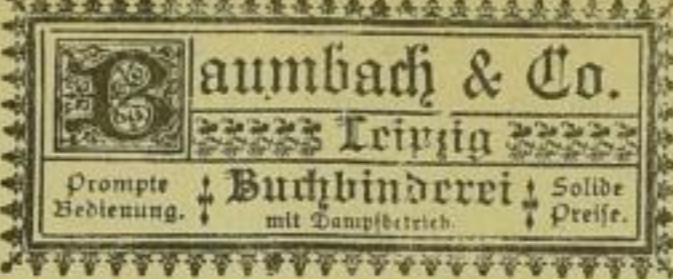 Baumbach & Co.
Leipzig
Prompte
Bedienung.
Buchbinderei
mit Dampfbetrieb.
Solide
Preise.